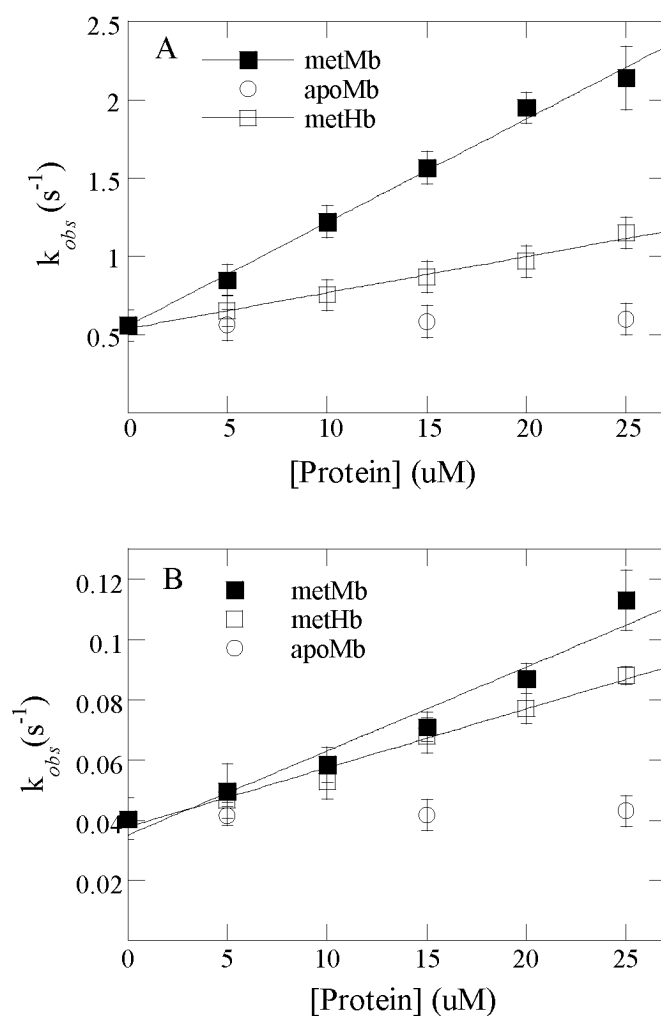 A
metMb
apoMb
metHb
2.5
2
1.5
1
0.5
k obs (s-1)
0 5 10 15 20 25
[Protein] (uM)
B
metMb
metHb
apoMb
0.12
0.1
0.08
0.06
0.04
0.02
k obs (s-1)
0 5 10 15 20 25
[Protein] (uM)